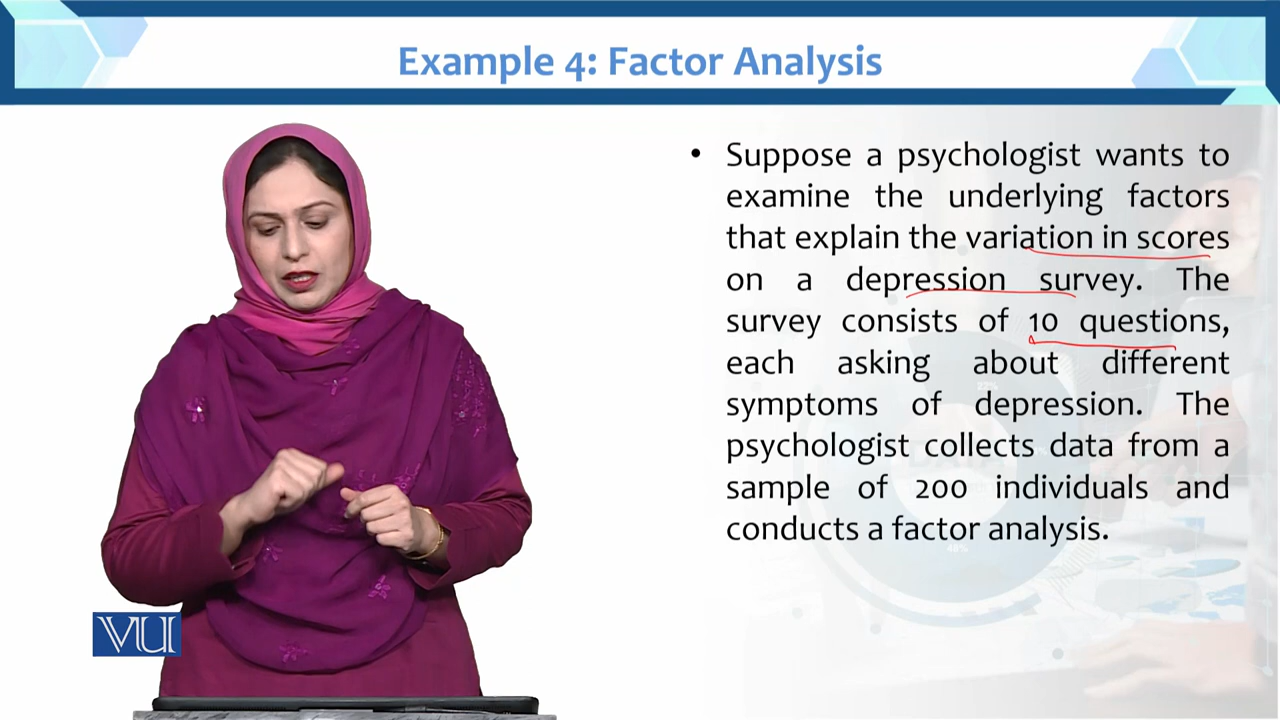 Example 4: Factor Analysis
• Suppose a psychologist wants to
examine the underlying factors
that explain the variation in scores
on a depression survey. The
survey consists of 10 questions,
each asking about different
symptoms of depression. The
psychologist collects data from a
sample of 200 individuals and
conducts a factor analysis.
VU